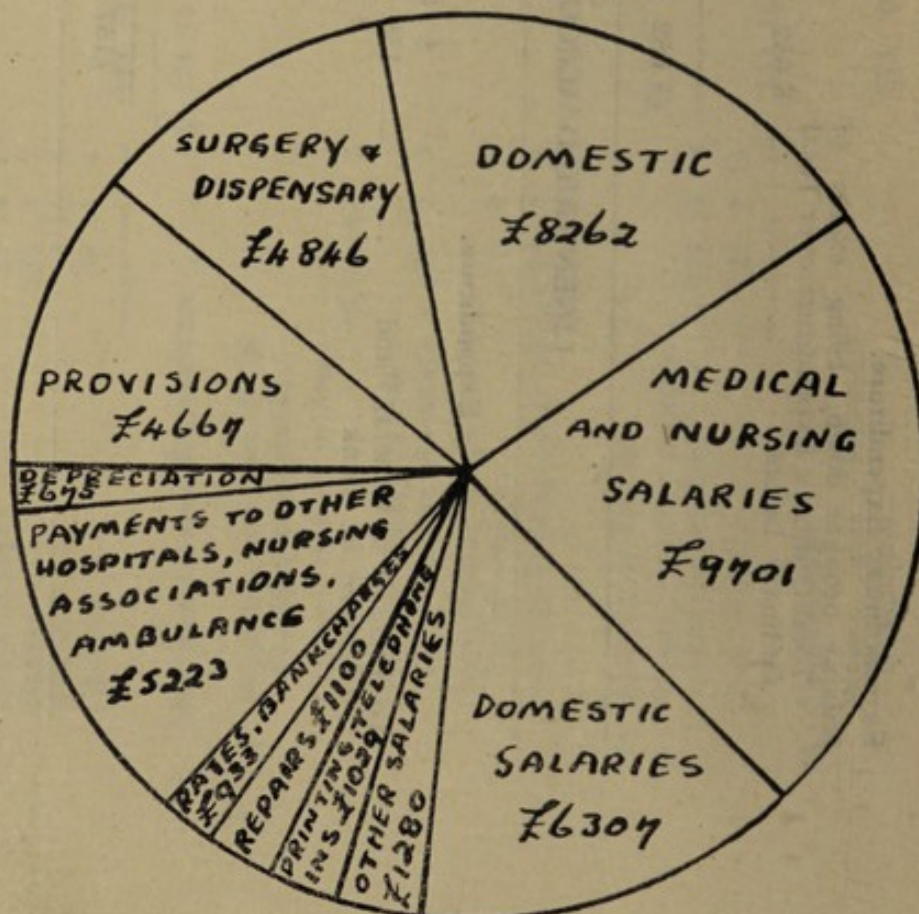 SURGERY &
DISPENSARY
£4846
DOMESTIC
£8262
MEDICAL
AND NURSING
SALARIES
£9701
DOMESTIC
SALARIES
£6307
OTHER SALARIES
£1280
PRINTING, TELEPHONE
INS £1029
REPAIRS £1100
RATES. BANKCHARGES
£933
PAYMENTS TO OTHER
HOSPITALS, NURSING
ASSOCIATIONS.
AMBULANCE
£5223
DEPRECIATION
£675
PROVISIONS
£4667